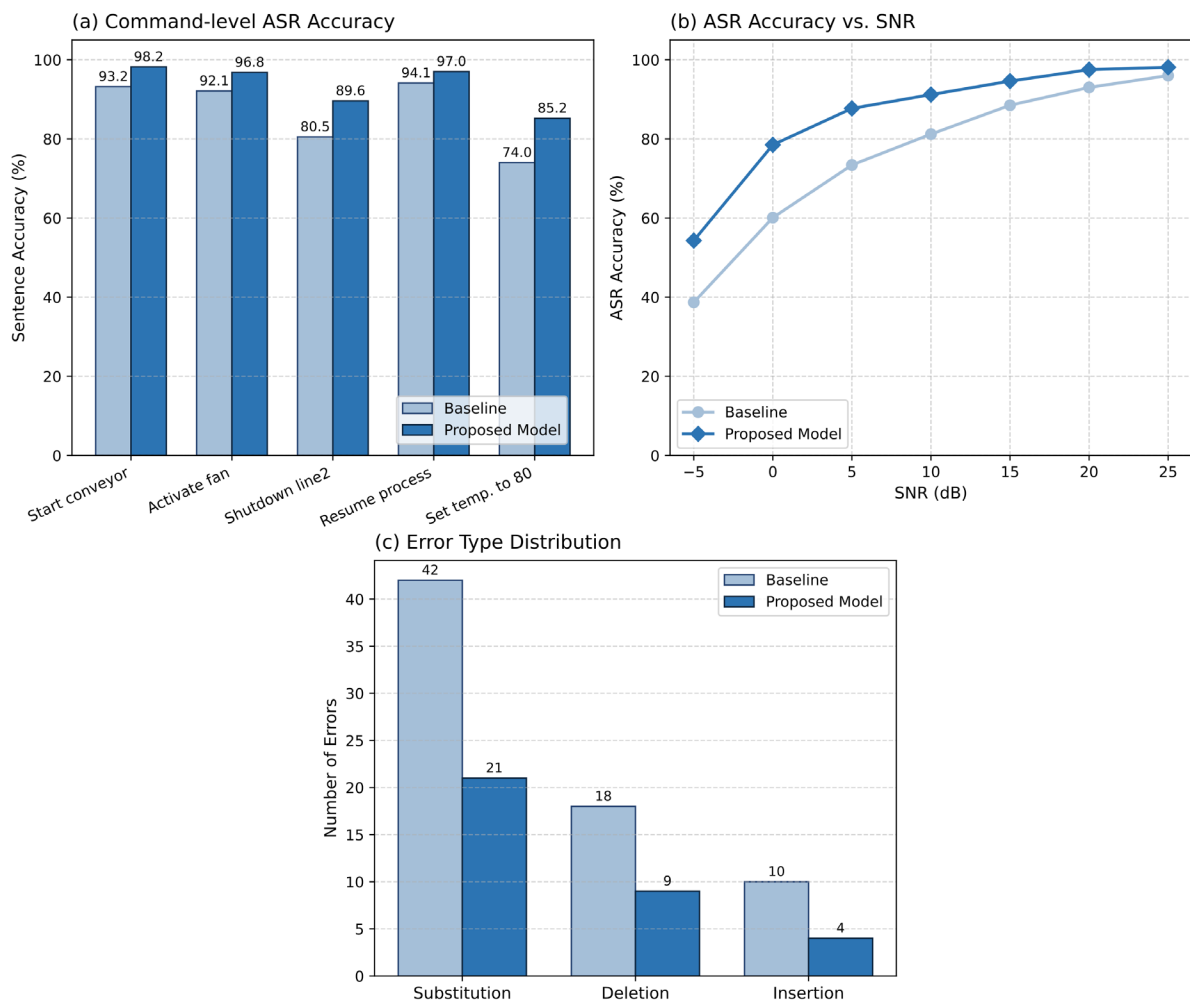 (a) Command-level ASR Accuracy
Sentence Accuracy (%)
100
80
60
40
20
0
93.2
98.2
92.1
96.8
80.5
89.6
94.1
97.0
74.0
85.2
Baseline
Proposed Model
Start conveyor
Activate fan
Shutdown line2
Resume process
Set temp. to 80
(b) ASR Accuracy vs. SNR
ASR Accuracy (%)
100
80
60
40
20
0
Baseline
Proposed Model
−5
0
5
10
15
20
25
SNR (dB)
(c) Error Type Distribution
Number of Errors
40
35
30
25
20
15
10
5
0
42
21
18
9
10
4
Baseline
Proposed Model
Substitution
Deletion
Insertion